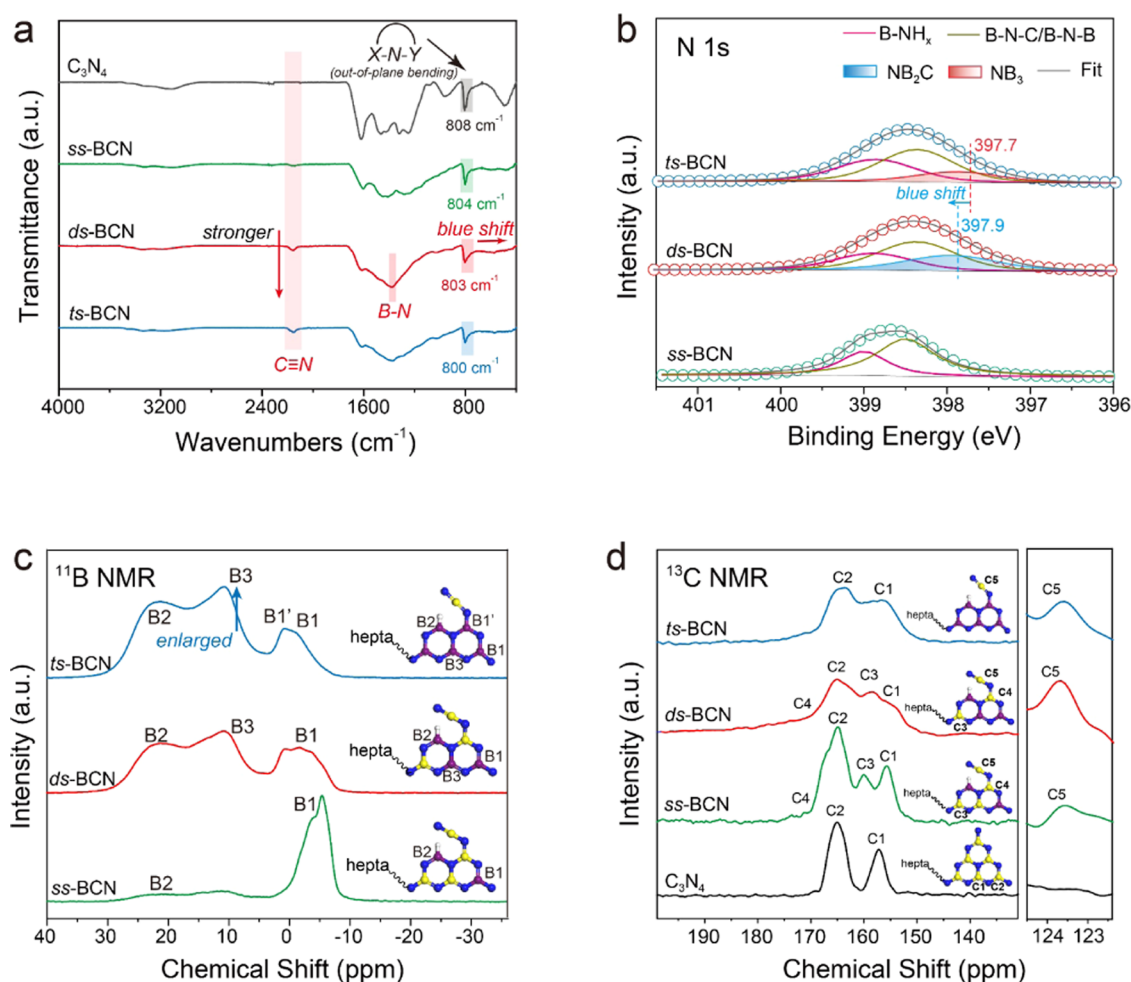 a
X-N-Y
(out-of-plane bending)
C₃N₄
808 cm⁻¹
ss-BCN
804 cm⁻¹
ds-BCN
stronger
blue shift
803 cm⁻¹
B-N
ts-BCN
C≡N
800 cm⁻¹
Transmittance (a.u.)
4000 3200 2400 1600 800
Wavenumbers (cm⁻¹)
b
N 1s
B-NHₓ B-N-C/B-N-B
NB₂C NB₃ Fit
ts-BCN
397.7
blue shift
397.9
ds-BCN
ss-BCN
Intensity (a.u.)
401 400 399 398 397 396
Binding Energy (eV)
c
¹¹B NMR
B3
B2
enlarged
B1' B1
ts-BCN
hepta
B2 B1'
B1
B3
B2 B3 B1
ds-BCN
hepta
B2
B1
B3
B1
B2
ss-BCN
hepta
B2
B1
Intensity (a.u.)
40 30 20 10 0 -10 -20 -30
Chemical Shift (ppm)
d
¹³C NMR
C2 C1
ts-BCN
hepta
C5
C5
C2
C3
C1
C4
ds-BCN
hepta
C5
C4
C3
C5
C2
C3 C1
C4
ss-BCN
hepta
C5
C4
C3
C5
C2
C1
C₃N₄
hepta
C1 C2
Intensity (a.u.)
190 180 170 160 150 140 124 123
Chemical Shift (ppm)